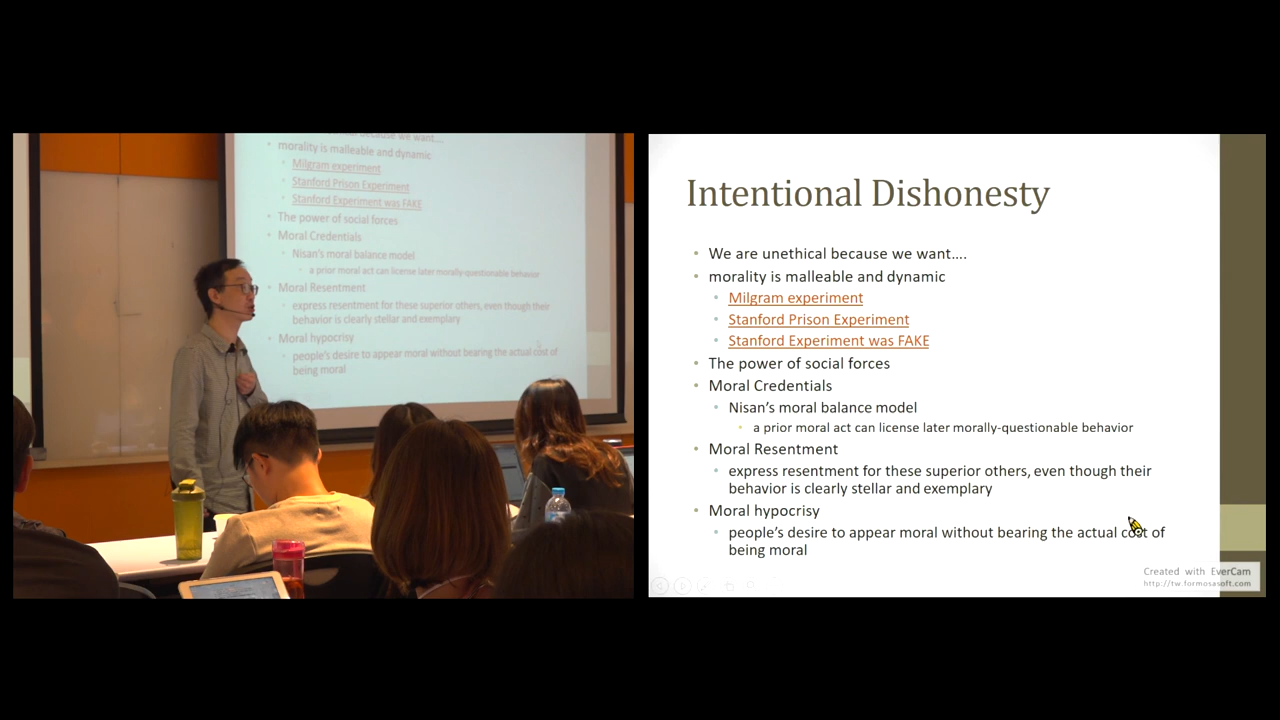 al because we want....
morality is malleable and dynamic
Milgram experiment
Stanford Prison Experiment
Stanford Experiment was FAKE
The power of social forces
Moral Credentials
Nisan's moral balance model
a prior moral act can license later morally-questionable behavior
Moral Resentment
express resentment for these superior others, even though their
behavior is clearly stellar and exemplary
Moral hypocrisy
people's desire to appear moral without bearing the actual cost of
being moral
Intentional Dishonesty
We are unethical because we want....
morality is malleable and dynamic
Milgram experiment
Stanford Prison Experiment
Stanford Experiment was FAKE
The power of social forces
Moral Credentials
Nisan's moral balance model
a prior moral act can license later morally-questionable behavior
Moral Resentment
express resentment for these superior others, even though their
behavior is clearly stellar and exemplary
Moral hypocrisy
people's desire to appear moral without bearing the actual cost of
being moral
Created with EverCam
http://tw.formosasoft.com